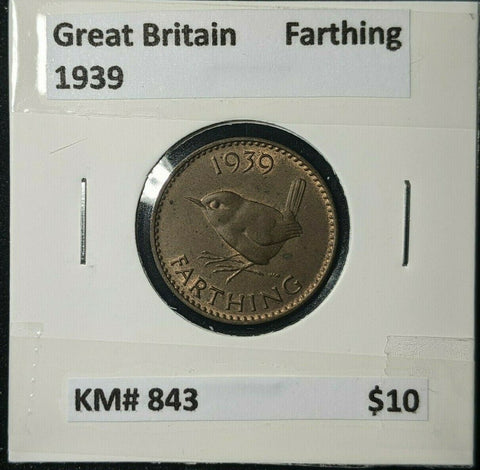 Great Britain Farthing
1939
1939
FARTHING
KM# 843 $10